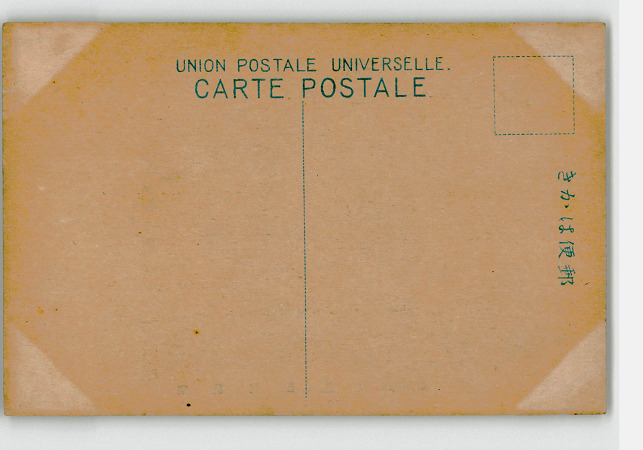 UNION POSTALE UNIVERSELLE.
CARTE POSTALE
きかは便郵